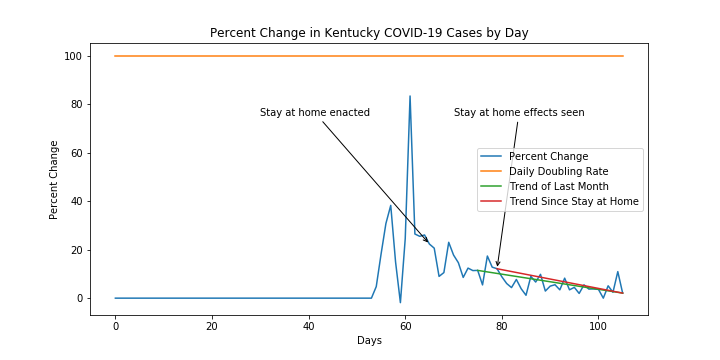 Percent Change in Kentucky COVID-19 Cases by Day
100
80
60
40
20
0
Percent Change
Stay at home enacted
Stay at home effects seen
Percent Change
Daily Doubling Rate
Trend of Last Month
Trend Since Stay at Home
0
20
40
60
80
100
Days